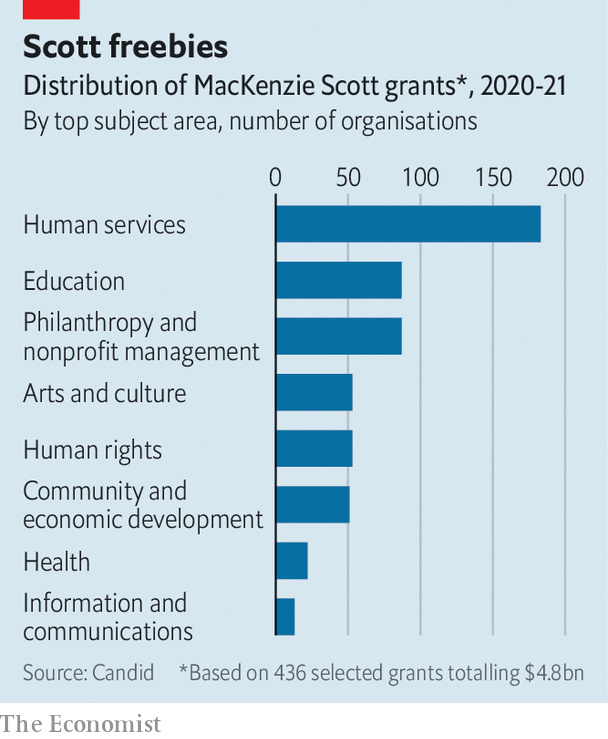 Scott freebies
Distribution of MacKenzie Scott grants*, 2020-21
By top subject area, number of organisations
0 50 100 150 200
Human services
Education
Philanthropy and
nonprofit management
Arts and culture
Human rights
Community and
economic development
Health
Information and
communications
Source: Candid *Based on 436 selected grants totalling $4.8bn
The Economist